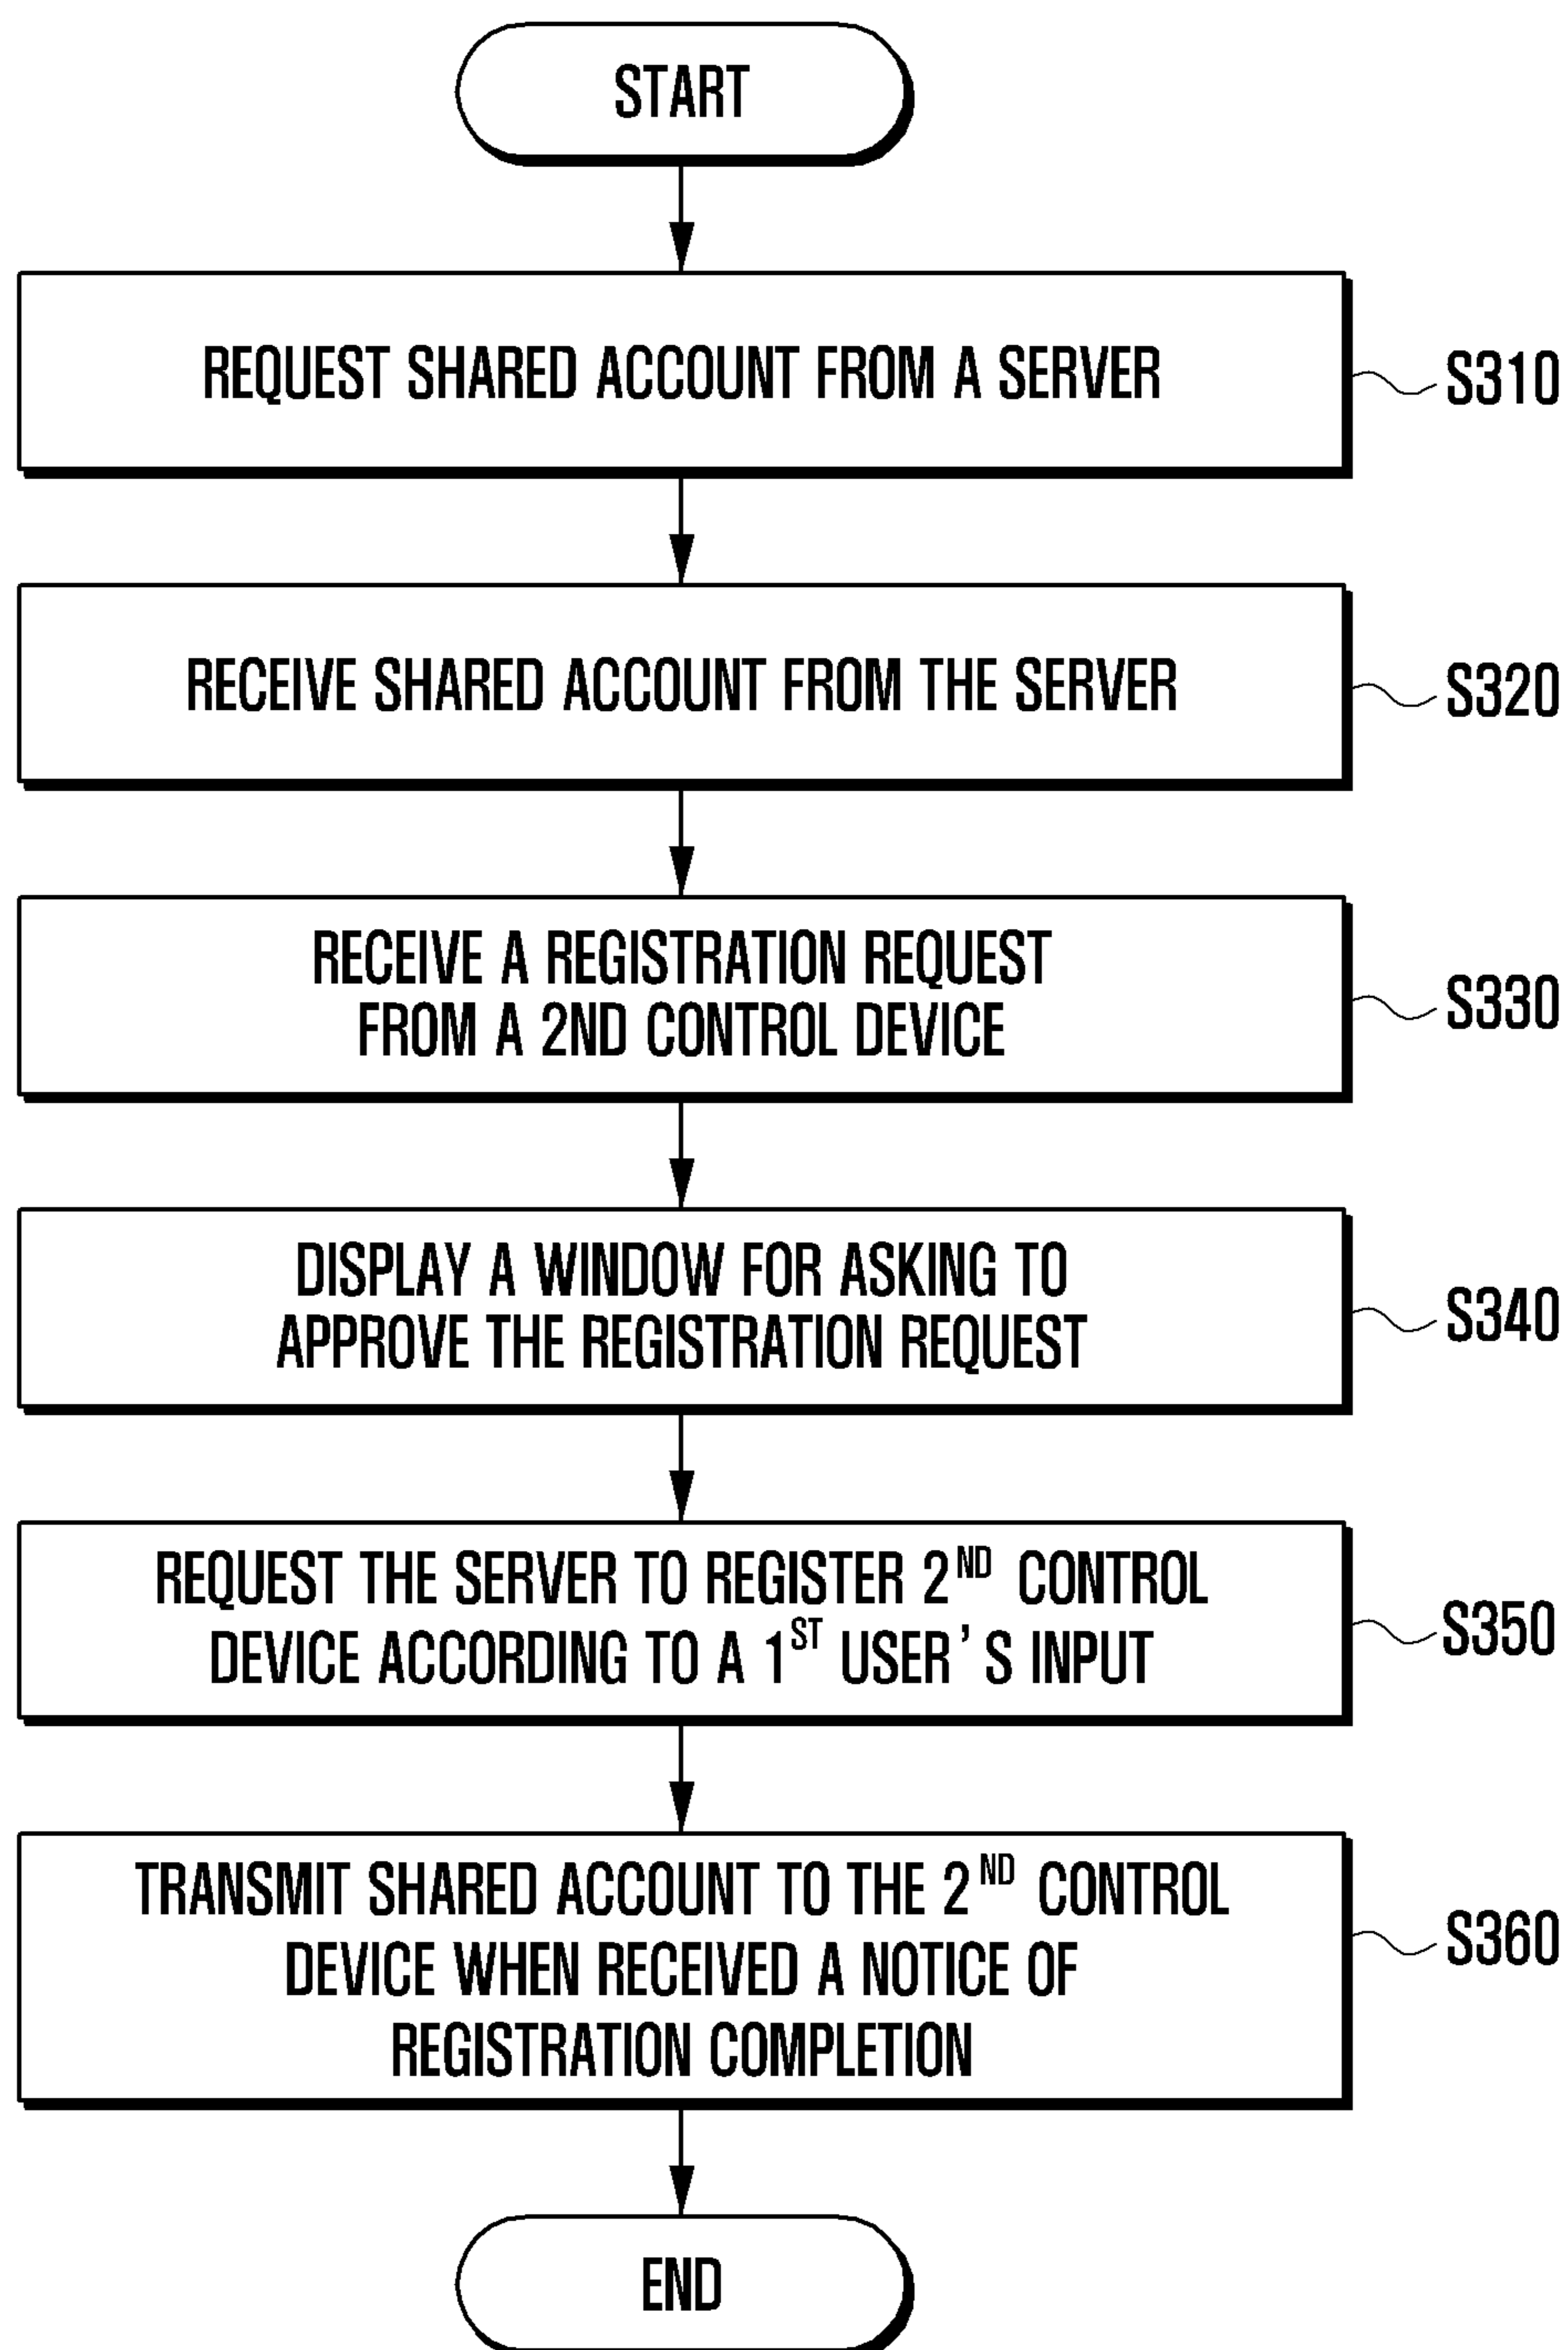 START
REQUEST SHARED ACCOUNT FROM A SERVER
S310
RECEIVE SHARED ACCOUNT FROM THE SERVER
S320
RECEIVE A REGISTRATION REQUEST
FROM A 2ND CONTROL DEVICE
S330
DISPLAY A WINDOW FOR ASKING TO
APPROVE THE REGISTRATION REQUEST
S340
REQUEST THE SERVER TO REGISTER 2ND CONTROL
DEVICE ACCORDING TO A 1ST USER'S INPUT
S350
TRANSMIT SHARED ACCOUNT TO THE 2ND CONTROL
DEVICE WHEN RECEIVED A NOTICE OF
REGISTRATION COMPLETION
S360
END